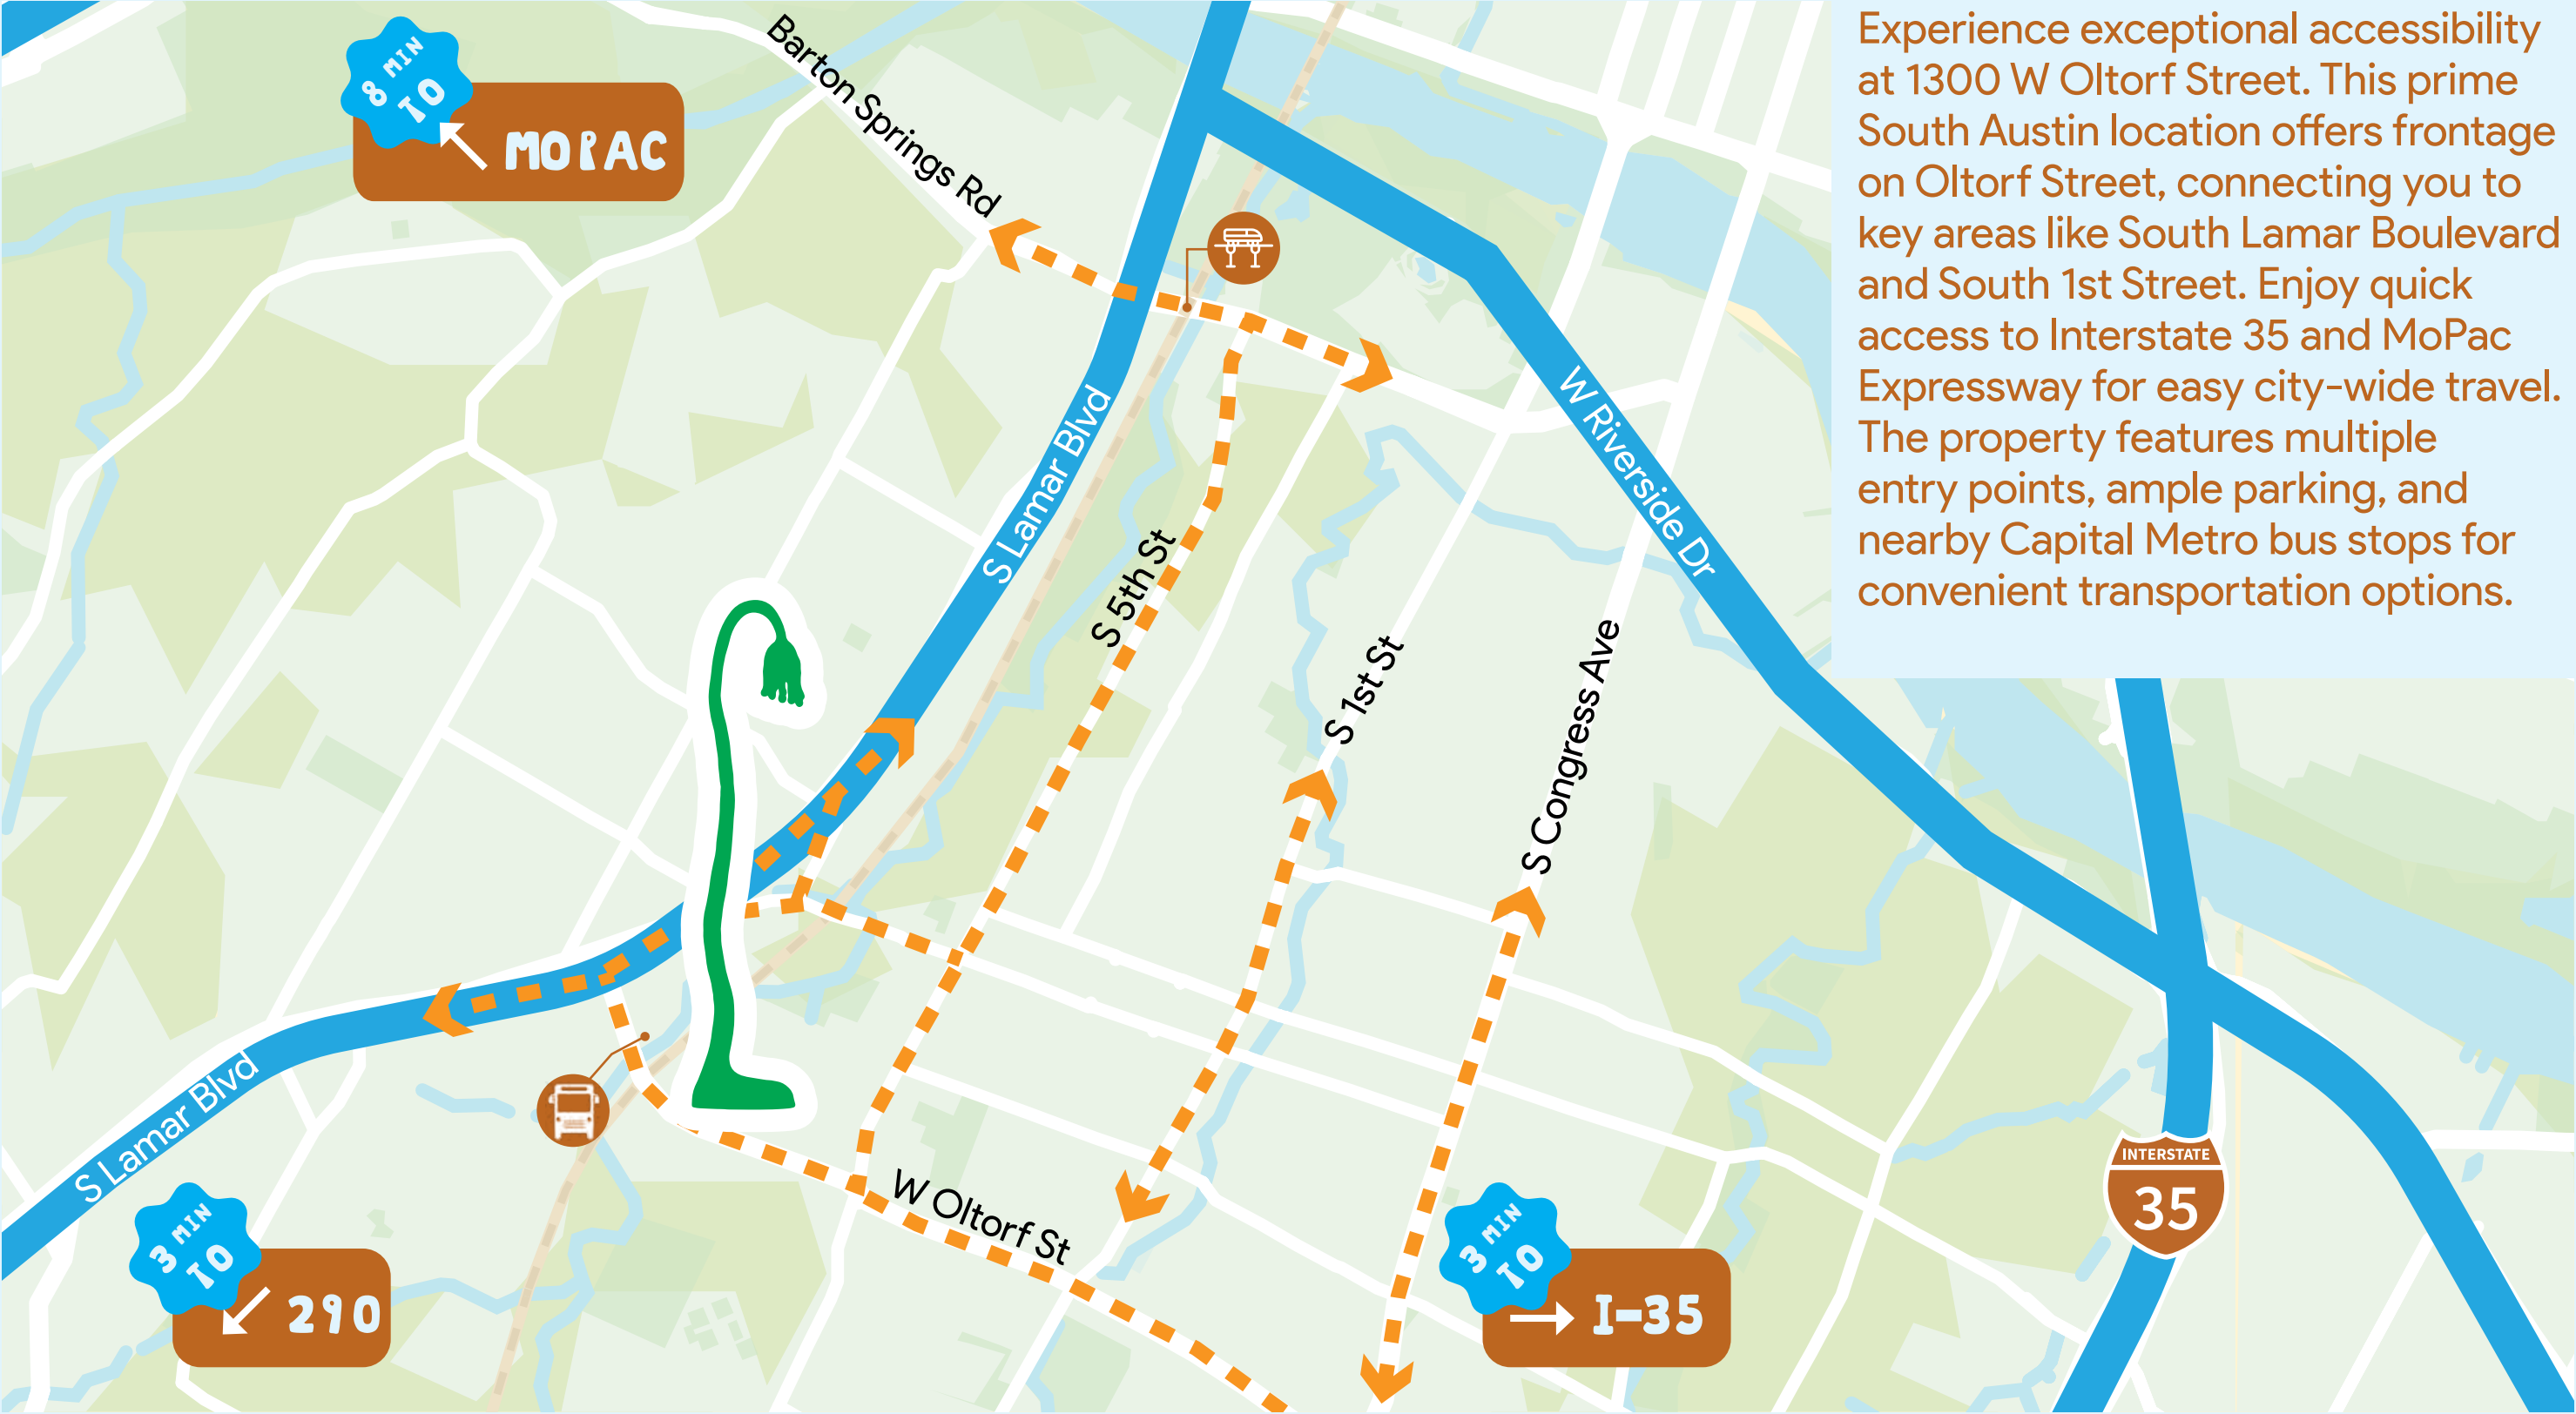 Experience exceptional accessibility
at 1300 W Oltorf Street. This prime
South Austin location offers frontage
on Oltorf Street, connecting you to
key areas like South Lamar Boulevard
and South 1st Street. Enjoy quick
access to Interstate 35 and MoPac
Expressway for easy city-wide travel.
The property features multiple
entry points, ample parking, and
nearby Capital Metro bus stops for
convenient transportation options.
8 MIN
TO
MOPAC
Barton Springs Rd
S Lamar Blvd
W Riverside Dr
S 5th St
S 1st St
S Congress Ave
S Lamar Blvd
W Oltorf St
3 MIN
TO
290
3 MIN
TO
I-35
INTERSTATE
35